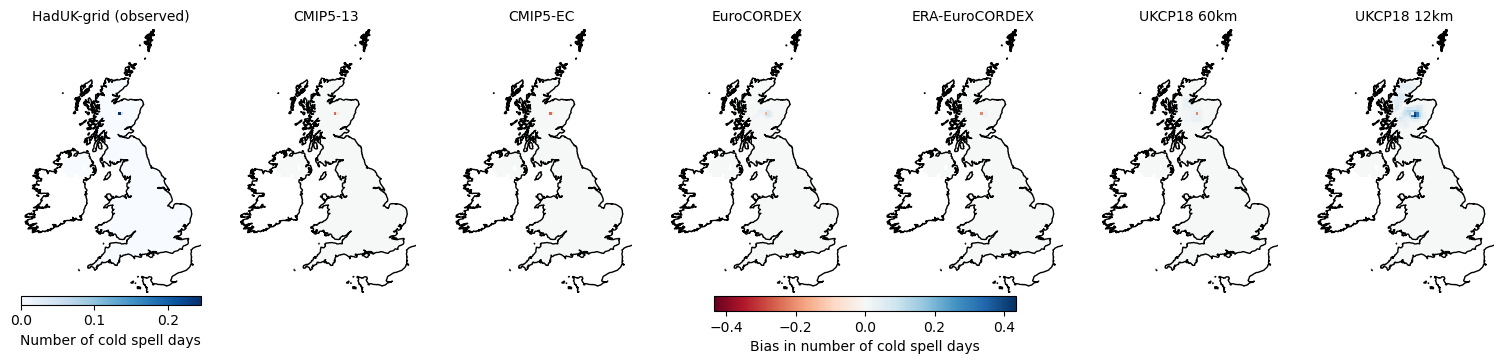 HadUK-grid (observed) CMIP5-13 CMIP5-EC EuroCORDEX ERA-EuroCORDEX UKCP18 60km UKCP18 12km
0.0 0.1 0.2
Number of cold spell days
−0.4 −0.2 0.0 0.2 0.4
Bias in number of cold spell days